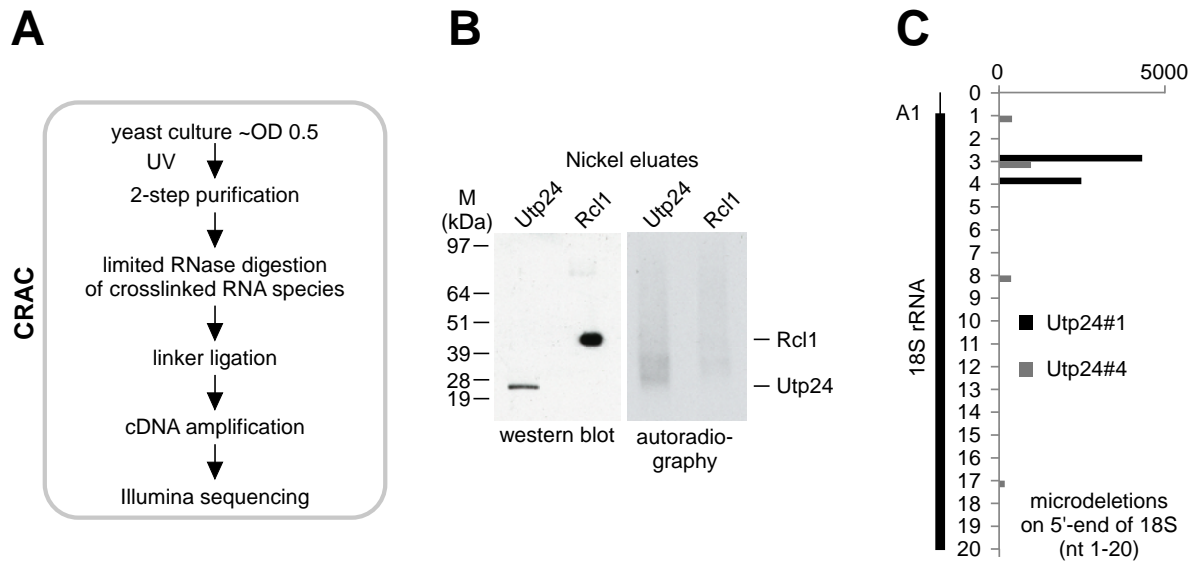 A
CRAC
yeast culture ~OD 0.5
UV
2-step purification
limited RNase digestion
of crosslinked RNA species
linker ligation
cDNA amplification
Illumina sequencing
B
Nickel eluates
M
(kDa)
Utp24
Rcl1
Utp24
Rcl1
97
64
51
39
28
19
Rcl1
Utp24
western blot
autoradio-
graphy
C
0
5000
A1
18S rRNA
0
1
2
3
4
5
6
7
8
9
10
11
12
13
14
15
16
17
18
19
20
Utp24#1
Utp24#4
microdeletions
on 5'-end of 18S
(nt 1-20)